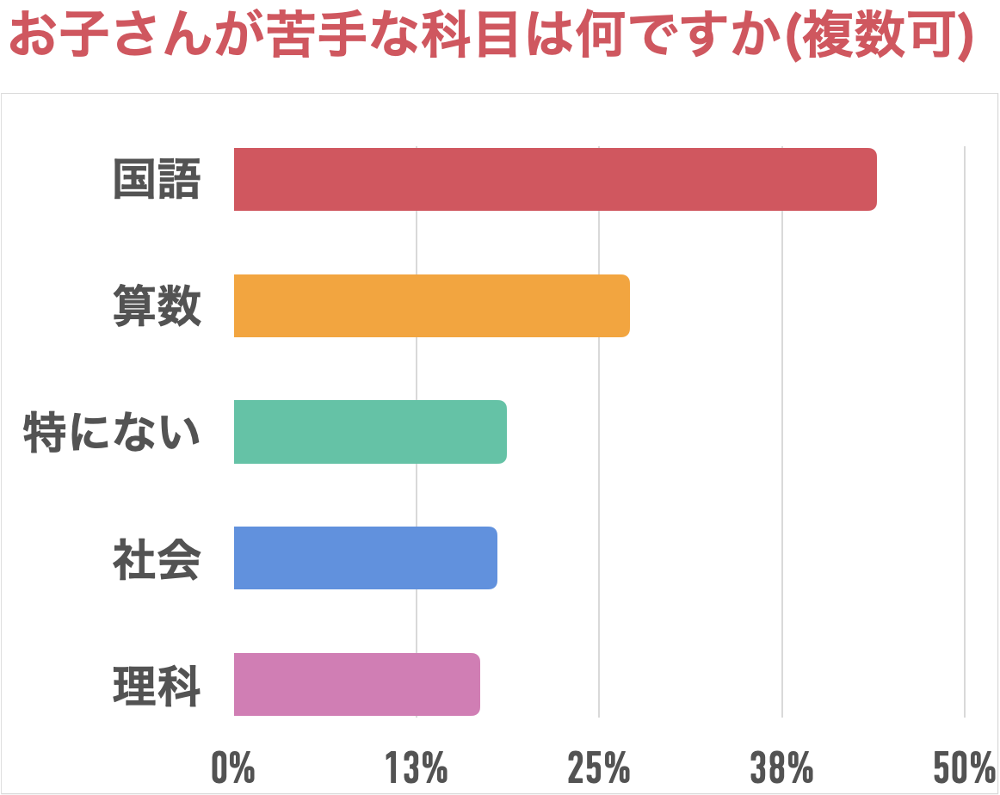 お子さんが苦手な科目は何ですか(複数可)
国語
算数
特にない
社会
理科
0% 13% 25% 38% 50%